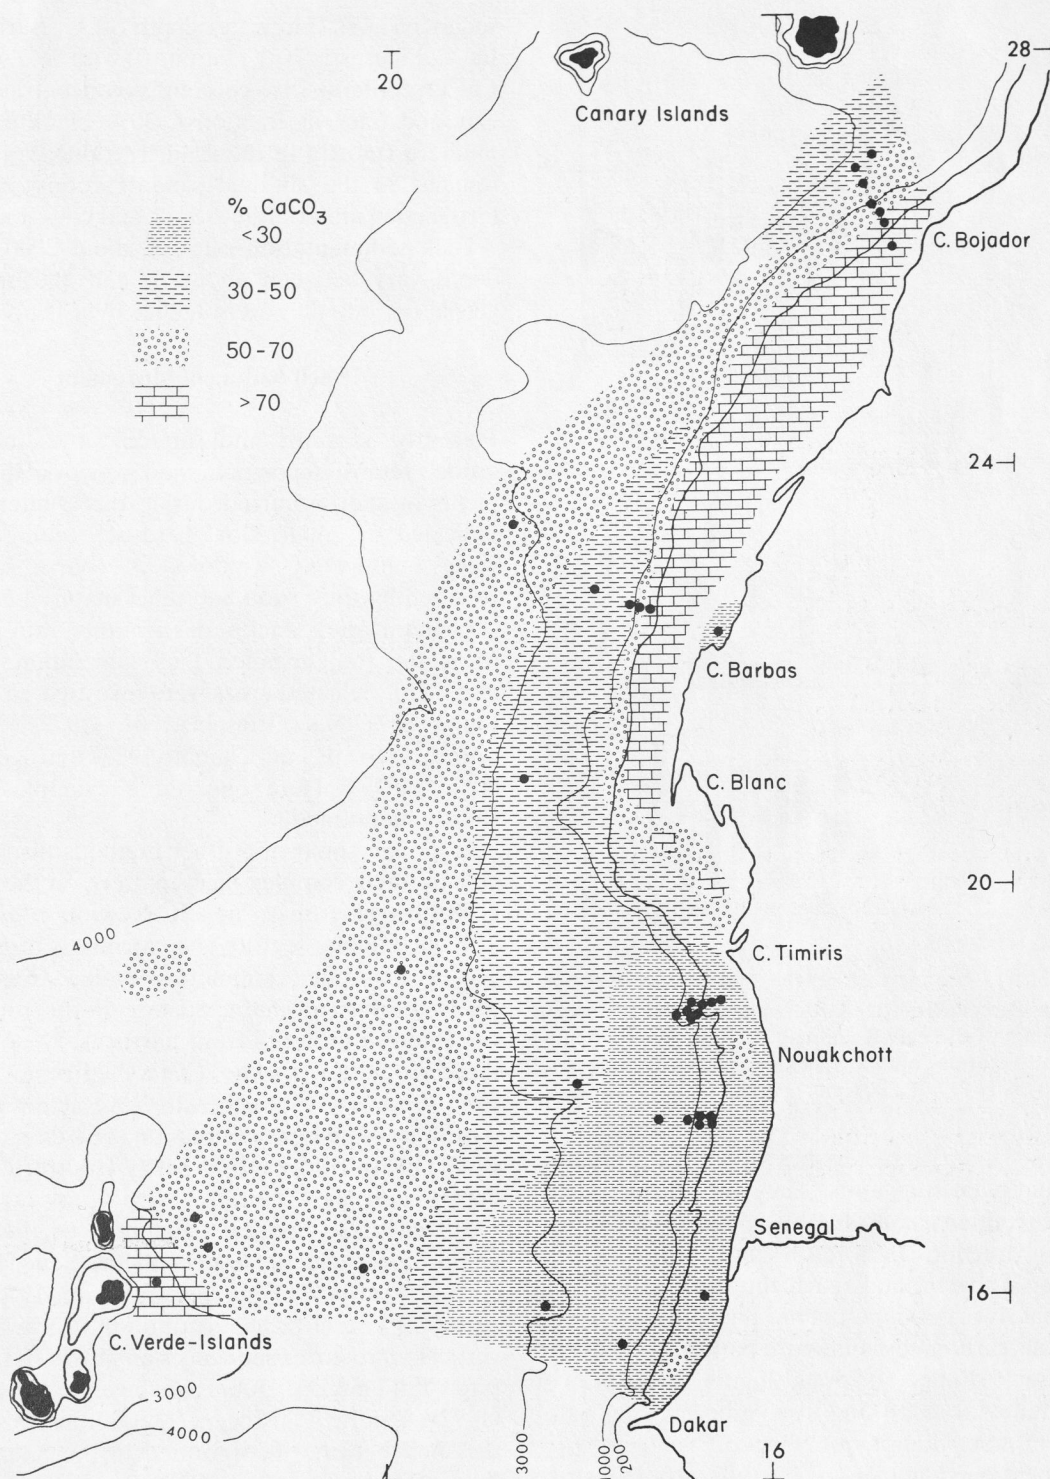 28
20
Canary Islands
% CaCO3
<30
30-50
50-70
>70
C. Bojador
24
C. Barbas
C. Blanc
20
4000
C. Timiris
Nouakchott
Senegal
16
C. Verde-Islands
3000
4000
Dakar
3000
200
16